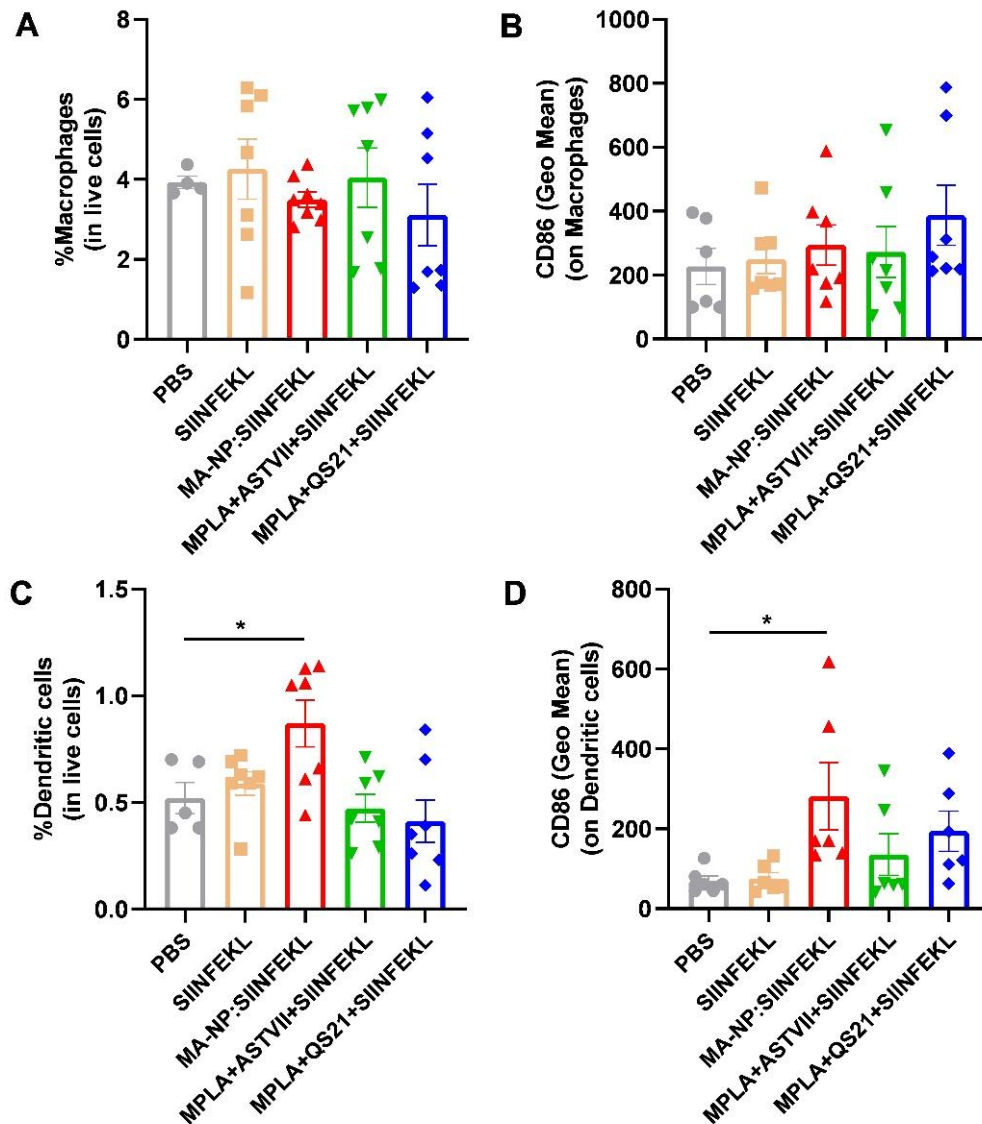 A
%Macrophages
(in live cells)
8
6
4
2
0
PBS
SIINFEKL
MA-NP:SIINFEKL
MPLA+ASTVII+SIINFEKL
MPLA+QS21+SIINFEKL
B
CD86 (Geo Mean)
(on Macrophages)
1000
800
600
400
200
0
PBS
SIINFEKL
MA-NP:SIINFEKL
MPLA+ASTVII+SIINFEKL
MPLA+QS21+SIINFEKL
C
%Dendritic cells
(in live cells)
1.5
1.0
0.5
0.0
*
PBS
SIINFEKL
MA-NP:SIINFEKL
MPLA+ASTVII+SIINFEKL
MPLA+QS21+SIINFEKL
D
CD86 (Geo Mean)
(on Dendritic cells)
800
600
400
200
0
*
PBS
SIINFEKL
MA-NP:SIINFEKL
MPLA+ASTVII+SIINFEKL
MPLA+QS21+SIINFEKL